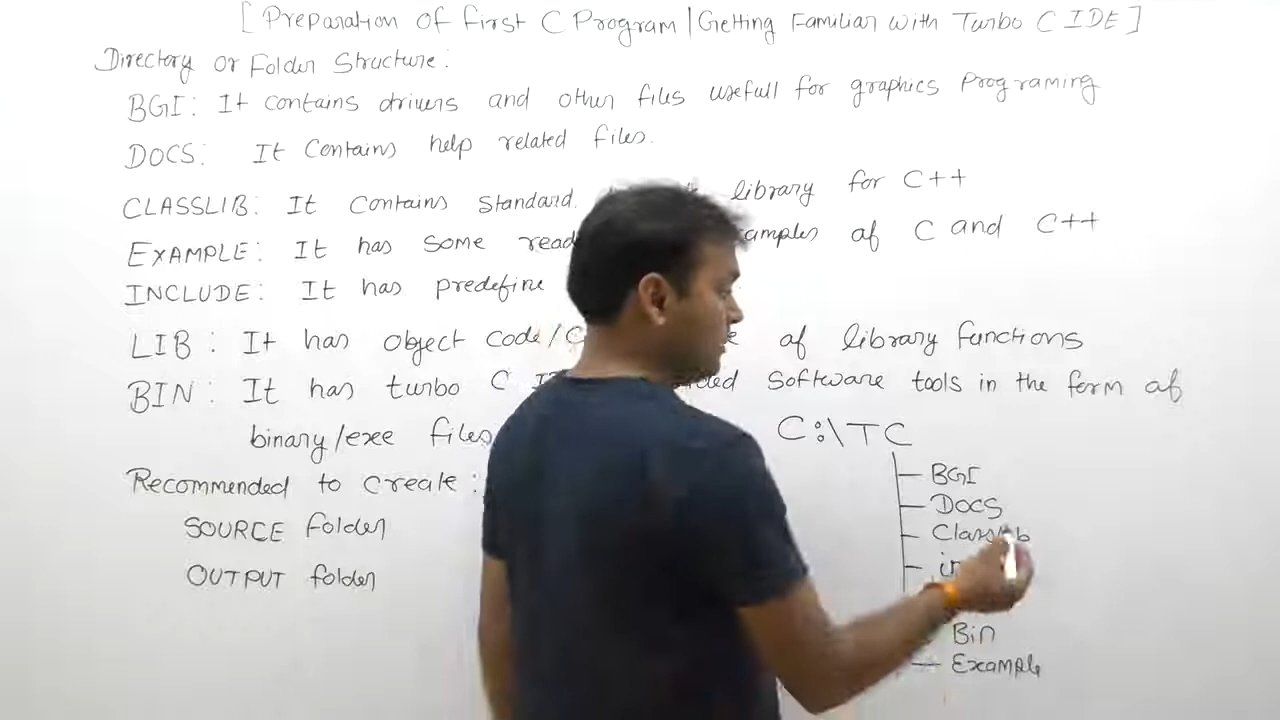 [Preparation of First C Program | Getting Familiar with Turbo C IDE]
Directory or Folder Structure:
BGI: It contains drivers and other files usefull for graphics Programing
DOCS: It Contains help related files.
CLASSLIB: It Contains Standard library for C++
EXAMPLE: It has some of C and C++
INCLUDE: It has predefine
LIB: It has object code/ of library functions
BIN: It has turbo C Software tools in the form of
binary/exe files
C:\TC
BGI
Recommended to create:
DOCS
SOURCE folder
OUTPUT folder
Bin
Example